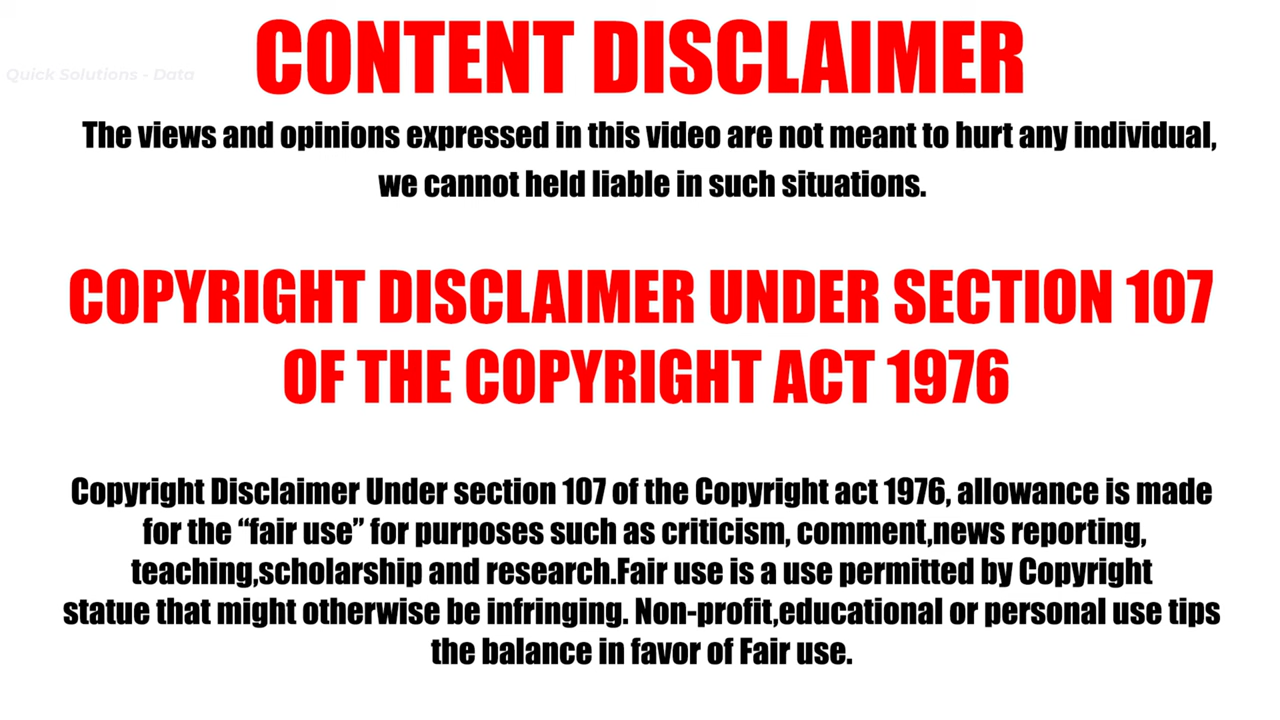 CONTENT DISCLAIMER
Quick Solutions - Data
The views and opinions expressed in this video are not meant to hurt any individual,
we cannot held liable in such situations.
COPYRIGHT DISCLAIMER UNDER SECTION 107
OF THE COPYRIGHT ACT 1976
Copyright Disclaimer Under section 107 of the Copyright act 1976, allowance is made
for the “fair use” for purposes such as criticism, comment,news reporting,
teaching,scholarship and research.Fair use is a use permitted by Copyright
statue that might otherwise be infringing. Non-profit,educational or personal use tips
the balance in favor of Fair use.